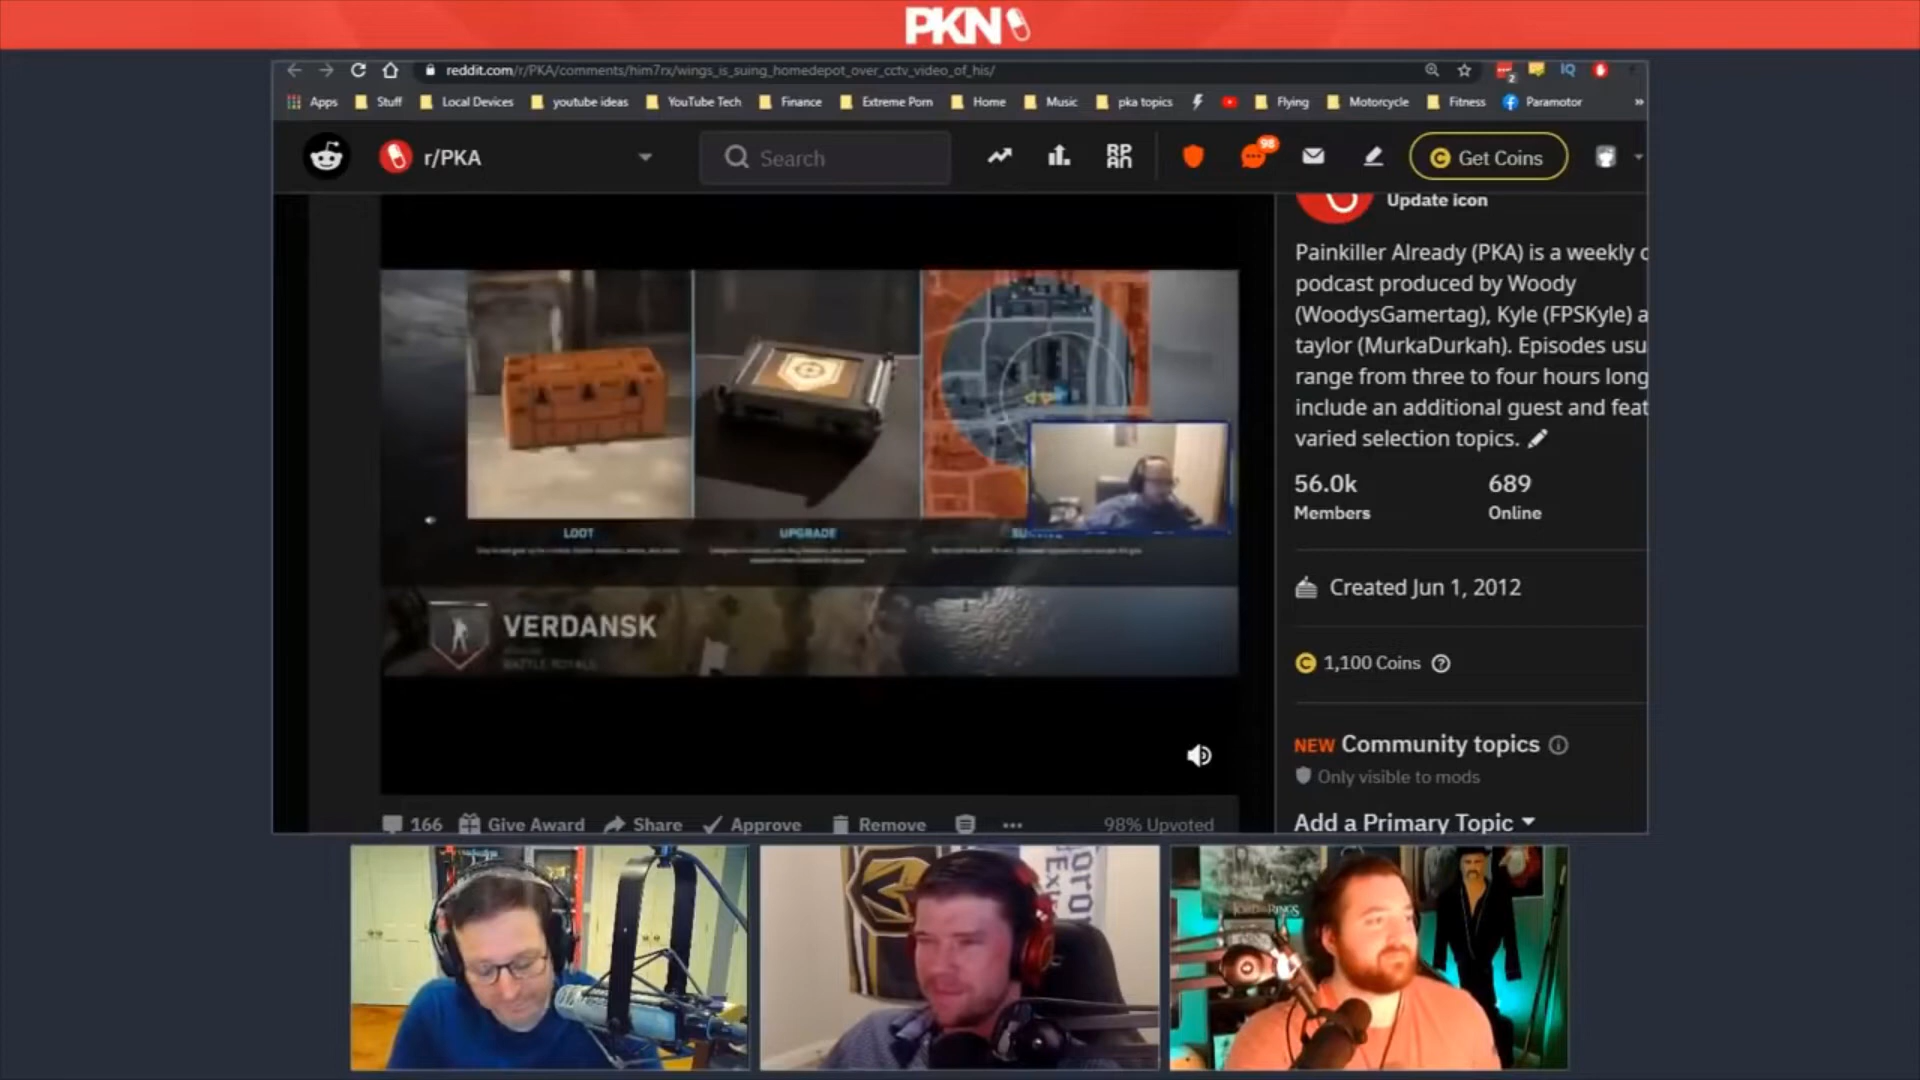 PKN
reddit.com/r/PKA/comments/him7rx/wings_is_suing_homedepot_over_cctv_video_of_his/
Apps Stuff Local Devices youtube ideas YouTube Tech Finance Extreme Porn Home Music pka topics Flying Motorcycle Fitness Paramotor »
r/PKA Search RPAN 98 Get Coins
Update icon
Painkiller Already (PKA) is a weekly c
podcast produced by Woody
(WoodysGamertag), Kyle (FPSKyle) a
taylor (MurkaDurkah). Episodes usu
range from three to four hours long
include an additional guest and feat
varied selection topics.
56.0k 689
Members Online
Created Jun 1, 2012
1,100 Coins
NEW Community topics
Only visible to mods
Add a Primary Topic
LOOT UPGRADE
VERDANSK
BATTLE ROYALE
166 Give Award Share Approve Remove ... 98% Upvoted